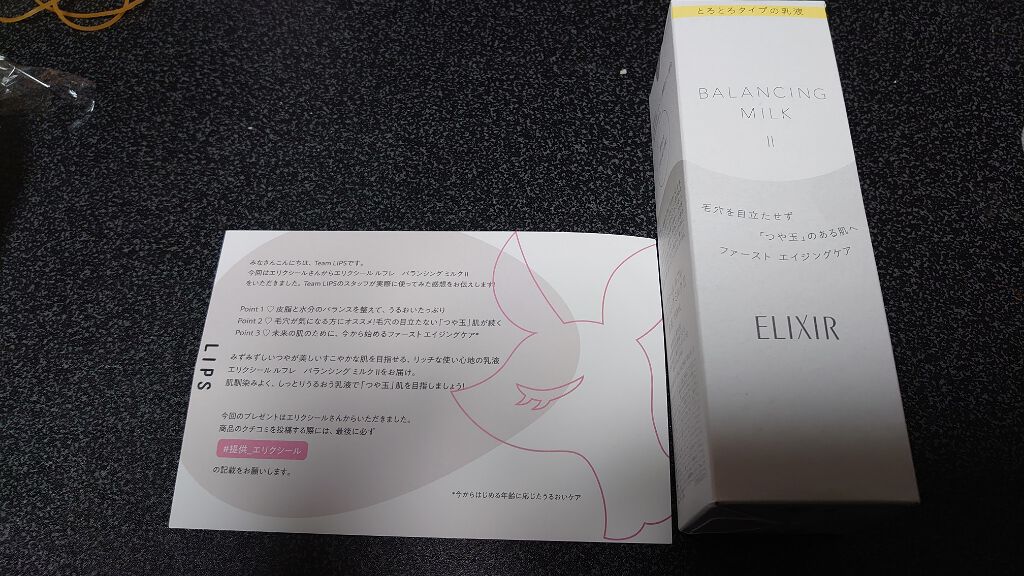 みなさんこんにちは、Team LIPSです。
今回はエリクシールさんからエリクシール ルフレ バランシング ミルク II
をいただきました。Team LIPSのスタッフが実際に使ってみた感想をお伝えします!
Point 1 ♡ 皮脂と水分のバランスを整えて、うるおいたっぷり
Point 2 ♡ 毛穴が気になる方にオススメ!毛穴の目立たない「つや玉」肌が続く
Point 3 ♡ 未来の肌のために、今から始めるファーストエイジングケア*
みずみずしいつやが美しいすこやかな肌を目指せる、リッチな使い心地の乳液
エリクシール ルフレ バランシング ミルク IIをお届け。
肌馴染みよく、しっとりうるおう乳液で「つや玉」肌を目指しましょう!
今回のプレゼントはエリクシールさんからいただきました。
商品のクチコミを投稿する際には、最後に必ず
#提供_エリクシール
の記載をお願いします。
*今からはじめる年齢に応じたうるおいケア
LIPS
とろとろタイプの乳液
BALANCING
MILK
II
毛穴を目立たせず
「つや玉」のある肌へ
ファースト エイジングケア
ELIXIR